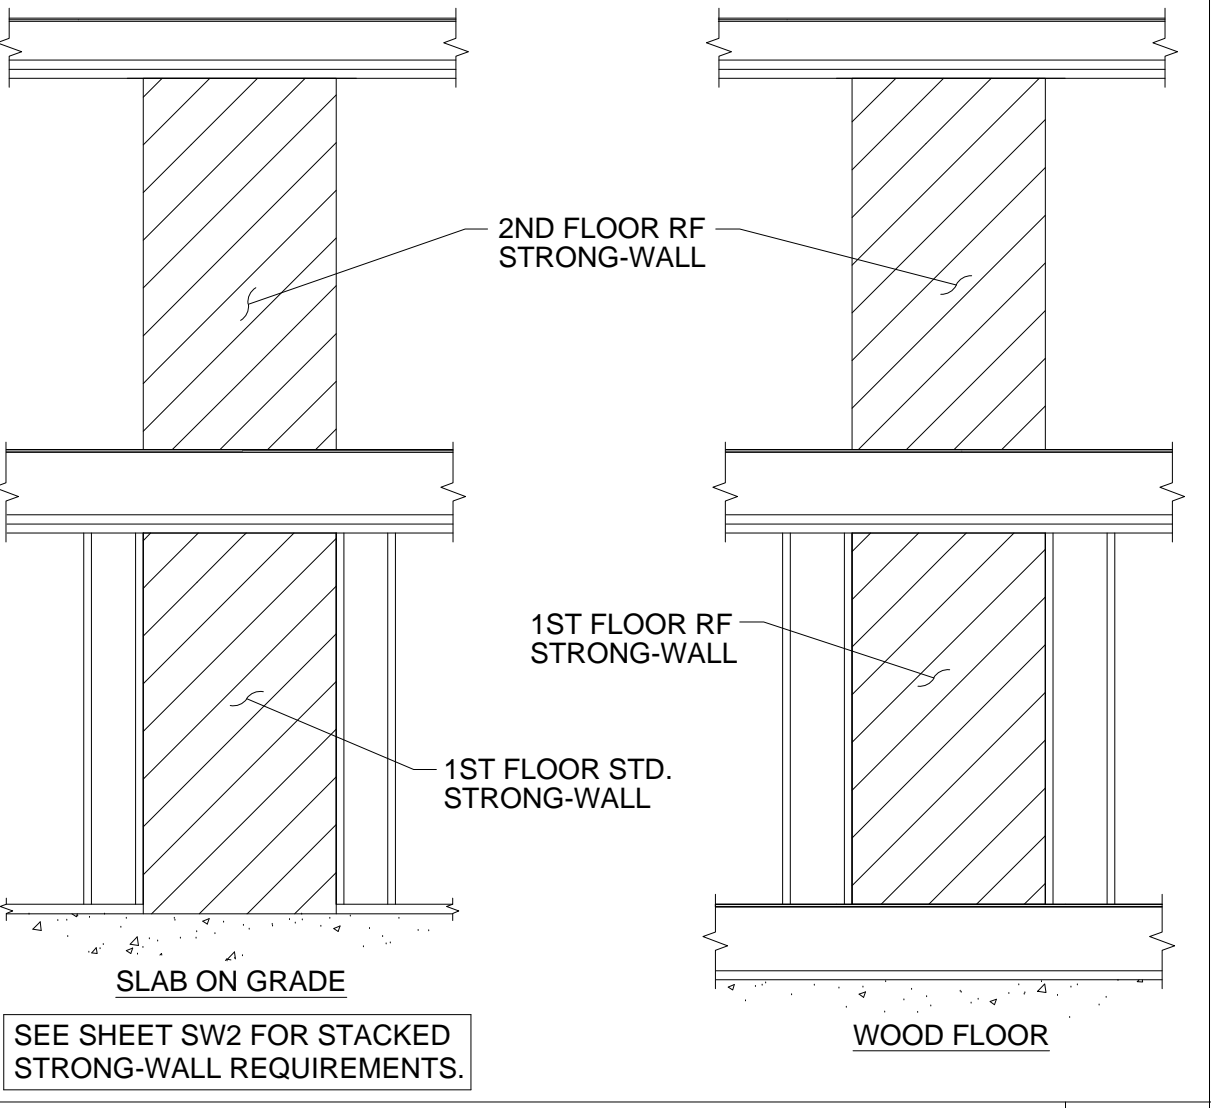 2ND FLOOR RF
STRONG-WALL
1ST FLOOR RF
STRONG-WALL
1ST FLOOR STD.
STRONG-WALL
SLAB ON GRADE
WOOD FLOOR
SEE SHEET SW2 FOR STACKED
STRONG-WALL REQUIREMENTS.